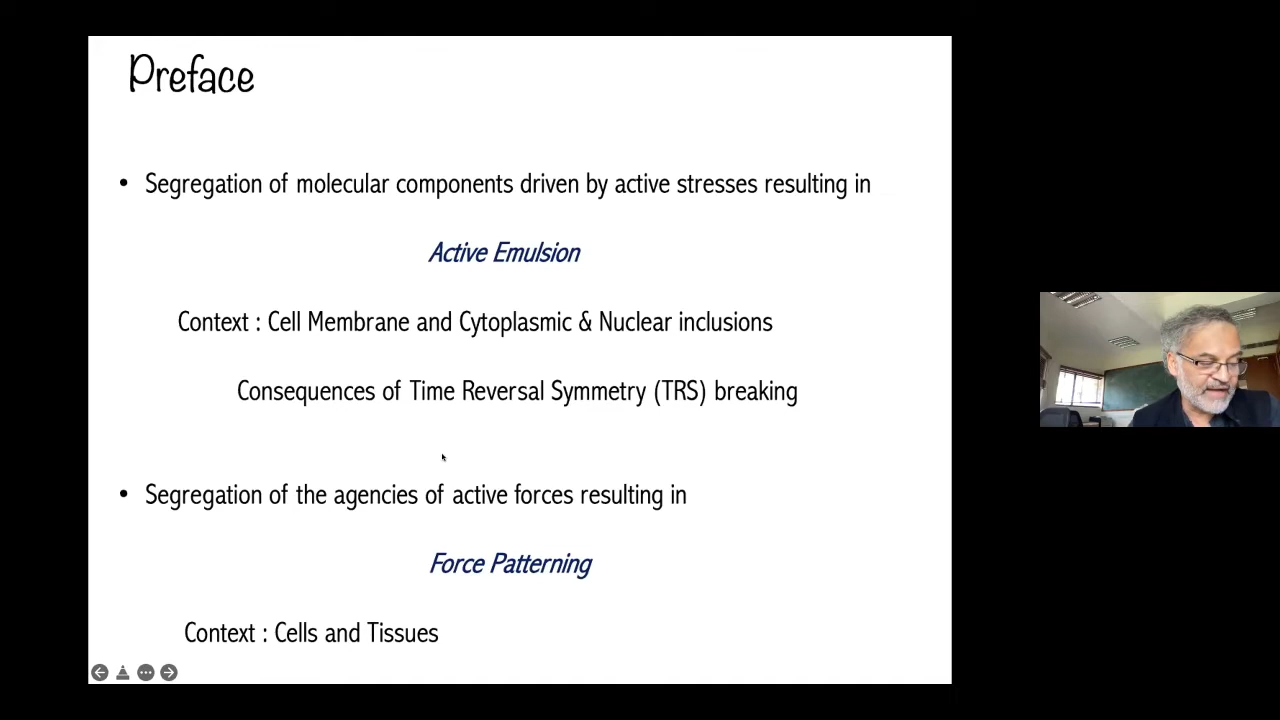 Preface
• Segregation of molecular components driven by active stresses resulting in
Active Emulsion
Context : Cell Membrane and Cytoplasmic & Nuclear inclusions
Consequences of Time Reversal Symmetry (TRS) breaking
• Segregation of the agencies of active forces resulting in
Force Patterning
Context : Cells and Tissues